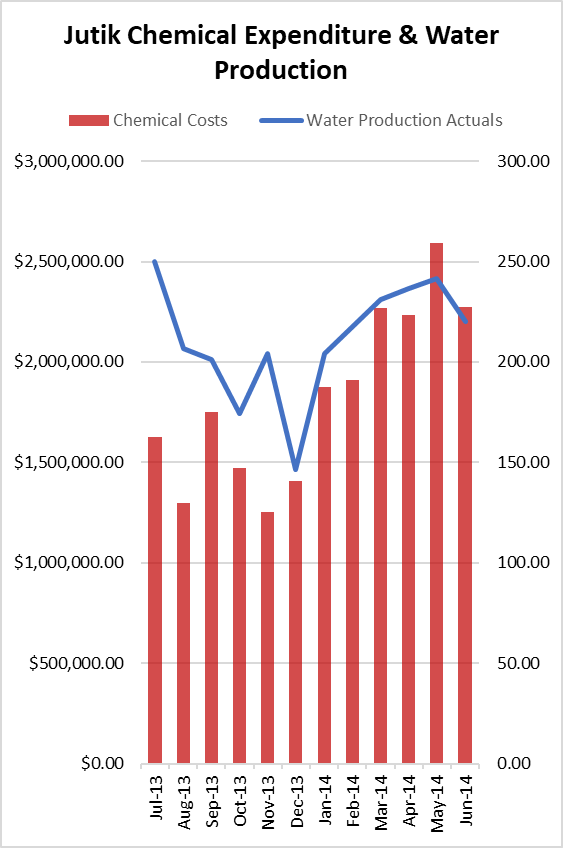 Jutik Chemical Expenditure & Water
Production
Chemical Costs
Water Production Actuals
$3,000,000.00
$2,500,000.00
$2,000,000.00
$1,500,000.00
$1,000,000.00
$500,000.00
$0.00
300.00
250.00
200.00
150.00
100.00
50.00
0.00
Jul-13
Aug-13
Sep-13
Oct-13
Nov-13
Dec-13
Jan-14
Feb-14
Mar-14
Apr-14
May-14
Jun-14